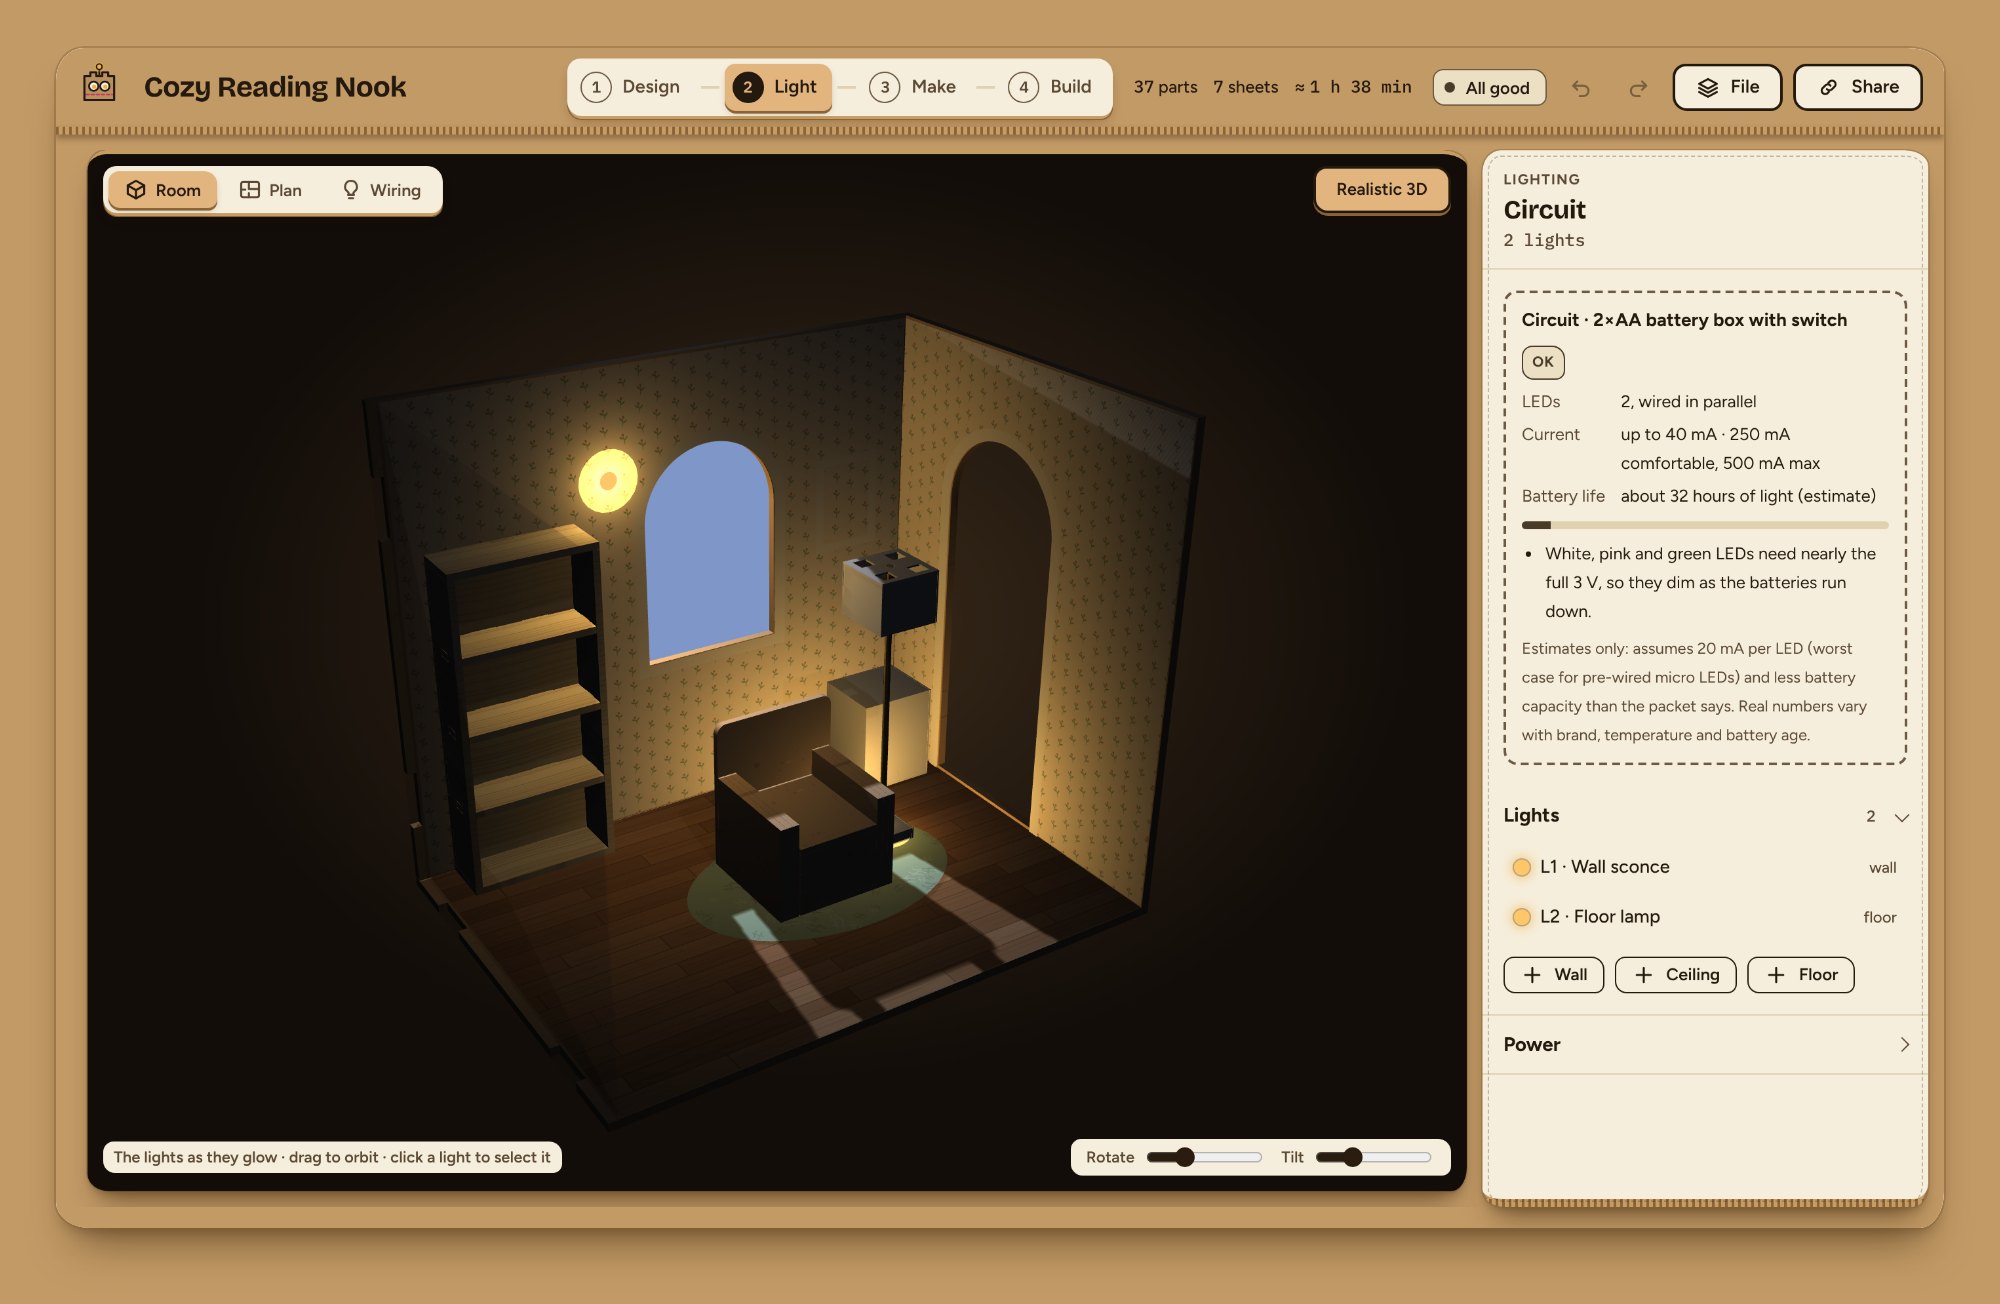 Cozy Reading Nook
1 Design
2 Light
3 Make
4 Build
37 parts 7 sheets ≈ 1 h 38 min
All good
File
Share
Room
Plan
Wiring
Realistic 3D
LIGHTING
Circuit
2 lights
Circuit · 2×AA battery box with switch
OK
LEDs 2, wired in parallel
Current up to 40 mA · 250 mA
comfortable, 500 mA max
Battery life about 32 hours of light (estimate)
• White, pink and green LEDs need nearly the
full 3 V, so they dim as the batteries run
down.
Estimates only: assumes 20 mA per LED (worst
case for pre-wired micro LEDs) and less battery
capacity than the packet says. Real numbers vary
with brand, temperature and battery age.
Lights 2
L1 · Wall sconce wall
L2 · Floor lamp floor
+ Wall
+ Ceiling
+ Floor
Power
The lights as they glow · drag to orbit · click a light to select it
Rotate
Tilt